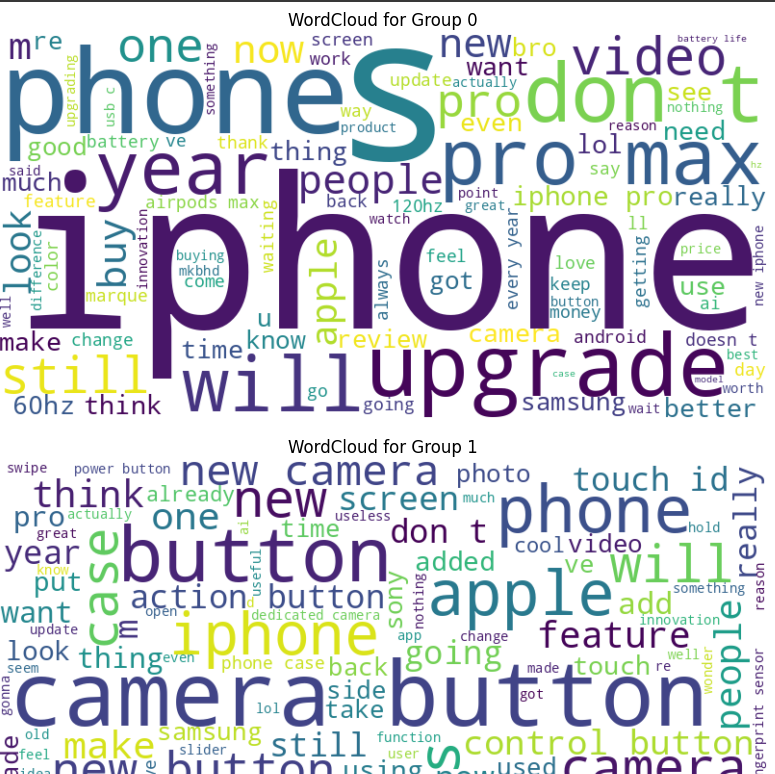 WordCloud for Group 0
mre one now screen work something new bro want video battery life
phone s upgrading usb c update actually way product pro don t see nothing
good battery ve thank thing even reason need
said much year people pro lol say max hz
feature airpods max back 120hz point great iphone pro really
look difference color buy innovation buying mkbhd come waiting watch feel got every year ll price
well iphone apple always love keep button money getting use ai new iphone
marque u know review camera android doesn t
make change time best day
still will go upgrade case model worth
60hz think going samsung wait better
WordCloud for Group 1
swipe power button new camera photo touch id
think already new screen much phone really
pro actually one time useless don t hold
great ai cool video
year know button added ve will
put case useful sony nothing apple something reason
want action button d add
update m open dedicated camera innovation
look iphone app change feature people
thing even phone case back going touch re well wonder
seem made
gonna camera button side got
lol take
old samsung function control button
make still s fingerprint sensor
feel slider user
new button using used camera